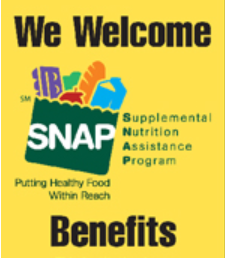 We Welcome
SM
SNAP
Supplemental
Nutrition
Assistance
Program
Putting Healthy Food
Within Reach
Benefits